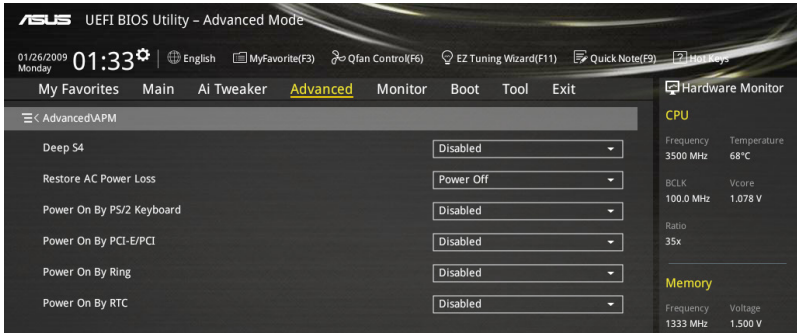 ASUS UEFI BIOS Utility – Advanced Mode
01/26/2009
Monday
01:33
English
MyFavorite(F3)
Qfan Control(F6)
EZ Tuning Wizard(F11)
Quick Note(F9)
Hot Keys
My Favorites Main Ai Tweaker Advanced Monitor Boot Tool Exit
Hardware Monitor
< Advanced\APM
Deep S4 Disabled
Restore AC Power Loss Power Off
Power On By PS/2 Keyboard Disabled
Power On By PCI-E/PCI Disabled
Power On By Ring Disabled
Power On By RTC Disabled
CPU
Frequency Temperature
3500 MHz 68°C
BCLK Vcore
100.0 MHz 1.078 V
Ratio
35x
Memory
Frequency Voltage
1333 MHz 1.500 V